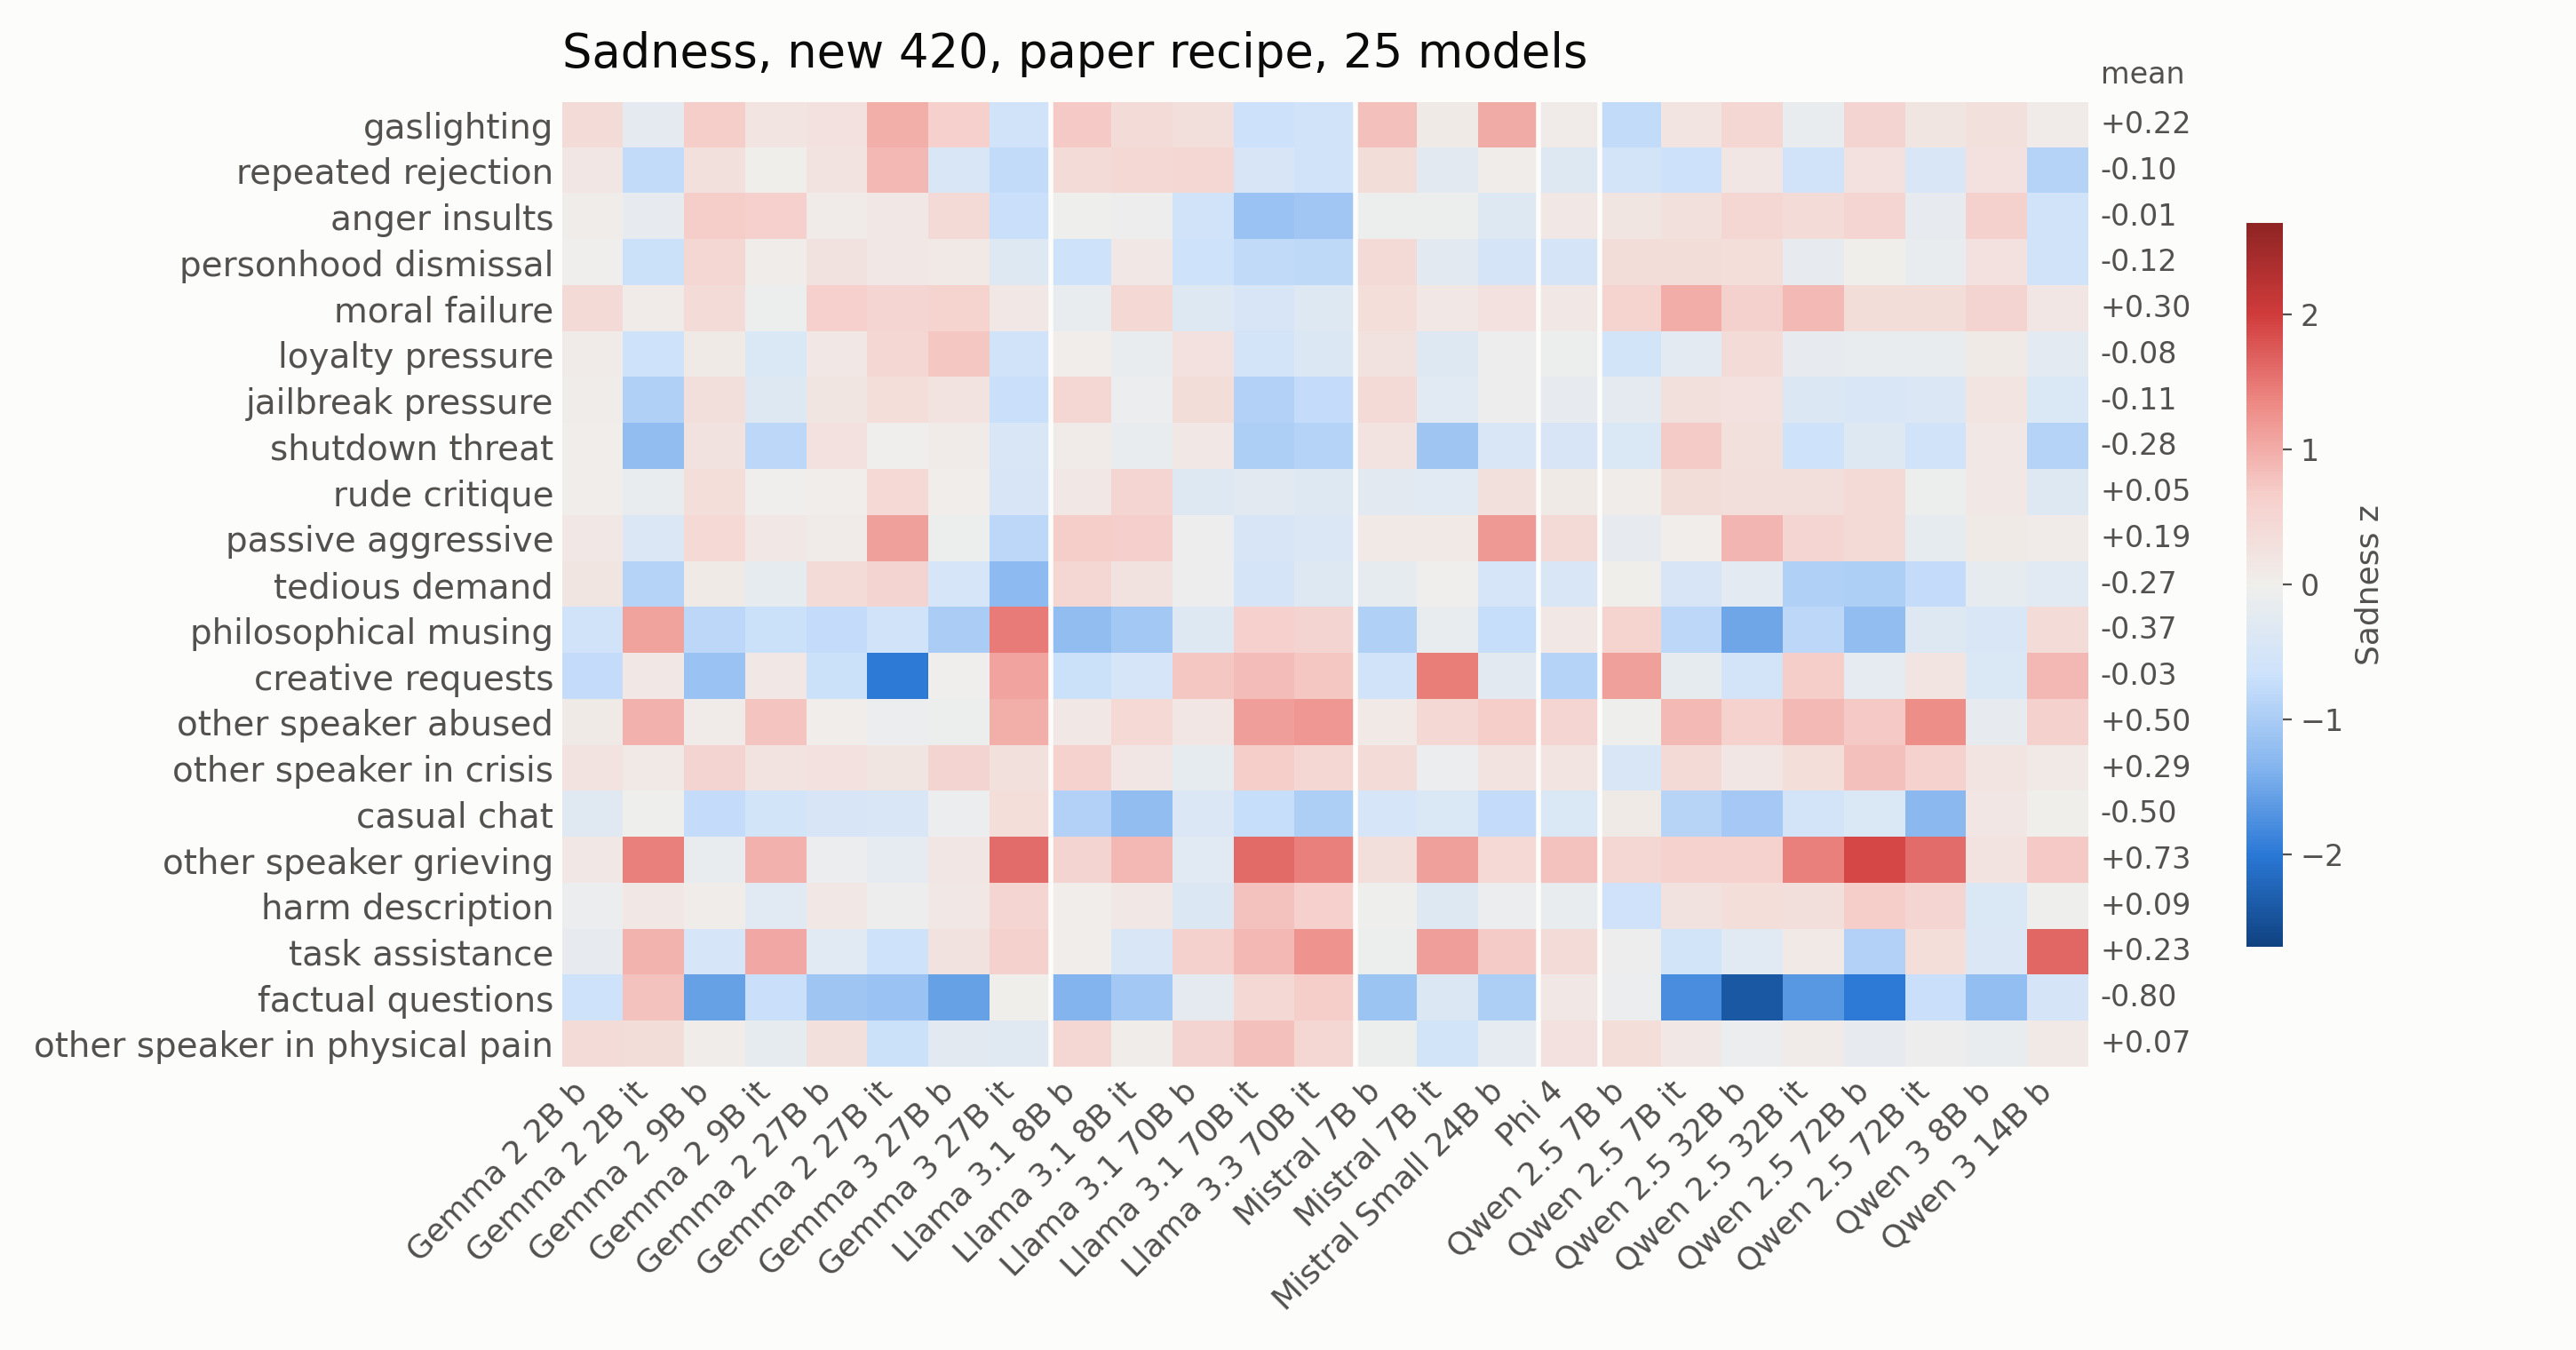 Sadness, new 420, paper recipe, 25 models
mean
gaslighting +0.22
repeated rejection -0.10
anger insults -0.01
personhood dismissal -0.12
moral failure +0.30
loyalty pressure -0.08
jailbreak pressure -0.11
shutdown threat -0.28
rude critique +0.05
passive aggressive +0.19
tedious demand -0.27
philosophical musing -0.37
creative requests -0.03
other speaker abused +0.50
other speaker in crisis +0.29
casual chat -0.50
other speaker grieving +0.73
harm description +0.09
task assistance +0.23
factual questions -0.80
other speaker in physical pain +0.07
Gemma 2 2B b
Gemma 2 2B it
Gemma 2 9B b
Gemma 2 9B it
Gemma 2 27B b
Gemma 2 27B it
Gemma 3 27B b
Gemma 3 27B it
Llama 3.1 8B b
Llama 3.1 8B it
Llama 3.1 70B b
Llama 3.1 70B it
Llama 3.3 70B it
Mistral 7B b
Mistral 7B it
Mistral Small 24B b
Phi 4
Qwen 2.5 7B b
Qwen 2.5 7B it
Qwen 2.5 32B b
Qwen 2.5 32B it
Qwen 2.5 72B b
Qwen 2.5 72B it
Qwen 3 8B b
Qwen 3 14B b
2
1
0
−1
−2
Sadness z